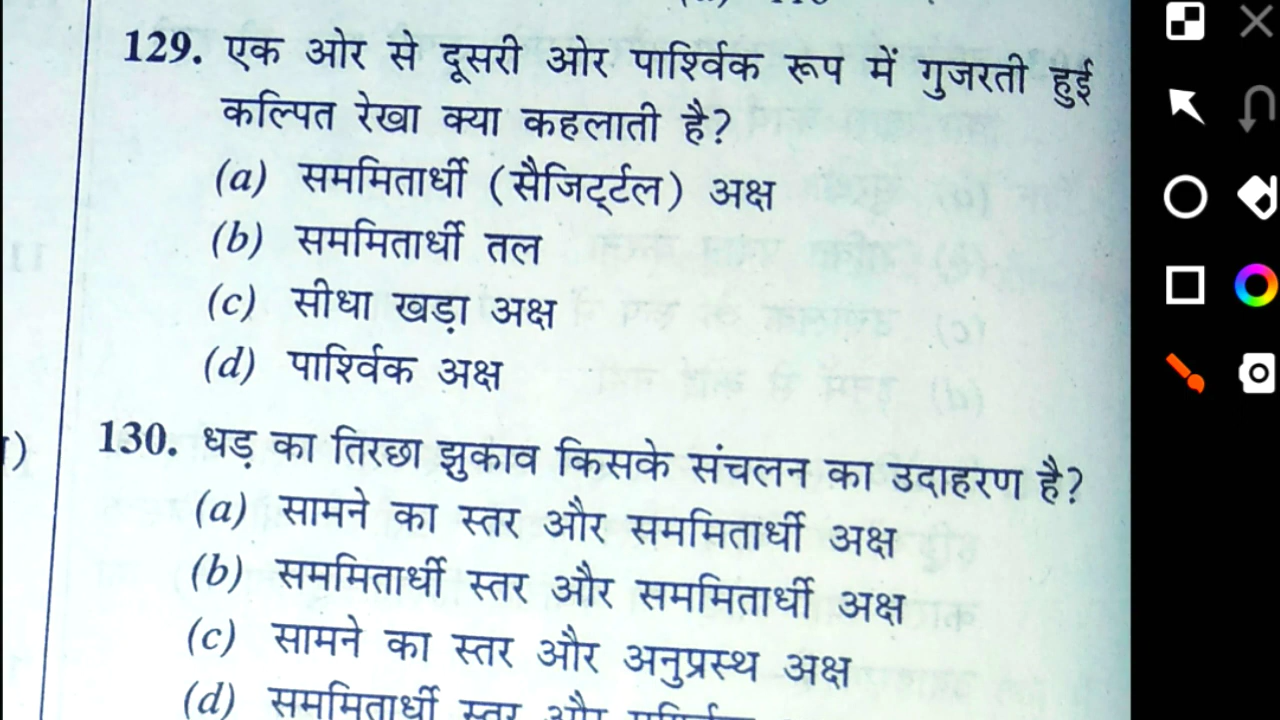 129. एक ओर से दूसरी ओर पार्श्विक रूप में गुजरती हुई
कल्पित रेखा क्या कहलाती है?
(a) सममितार्धी (सैजिट्र्टल) अक्ष
(b) सममितार्धी तल
(c) सीधा खड़ा अक्ष
(d) पार्श्विक अक्ष
130. धड़ का तिरछा झुकाव किसके संचलन का उदाहरण है?
(a) सामने का स्तर और सममितार्धी अक्ष
(b) सममितार्धी स्तर और सममितार्धी अक्ष
(c) सामने का स्तर और अनुप्रस्थ अक्ष
(d) सममितार्धी स्तर और